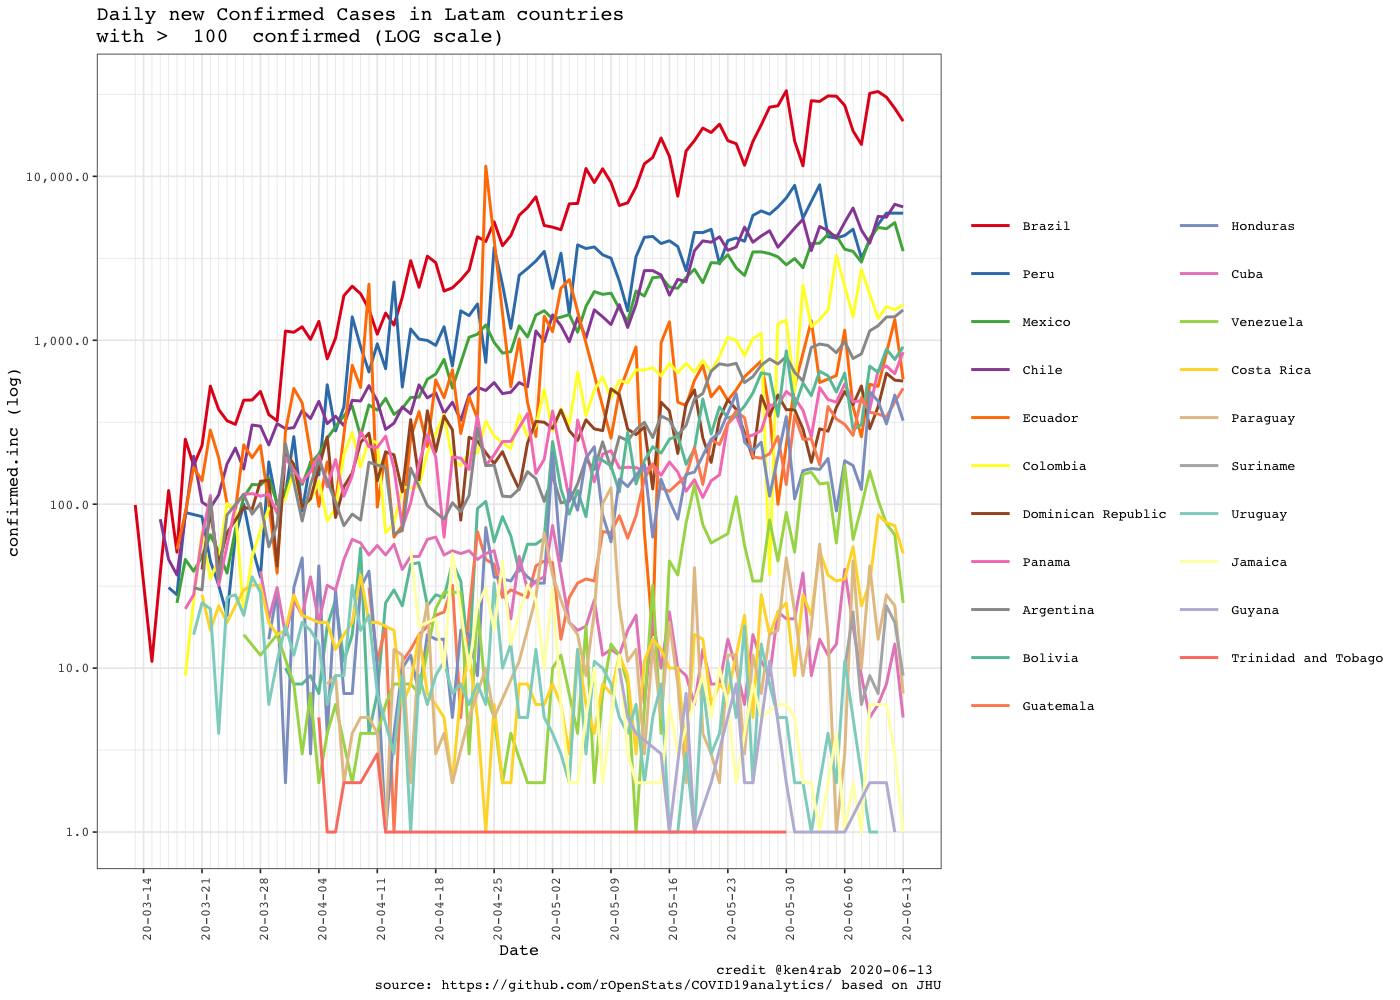 Daily new Confirmed Cases in Latam countries
with >  100  confirmed (LOG scale)
confirmed.inc (log)
10,000.0
1,000.0
100.0
10.0
1.0
20-03-14
20-03-21
20-03-28
20-04-04
20-04-11
20-04-18
20-04-25
20-05-02
20-05-09
20-05-16
20-05-23
20-05-30
20-06-06
20-06-13
Date
Brazil
Peru
Mexico
Chile
Ecuador
Colombia
Dominican Republic
Panama
Argentina
Bolivia
Guatemala
Honduras
Cuba
Venezuela
Costa Rica
Paraguay
Suriname
Uruguay
Jamaica
Guyana
Trinidad and Tobago
credit @ken4rab 2020-06-13
source: https://github.com/rOpenStats/COVID19analytics/ based on JHU